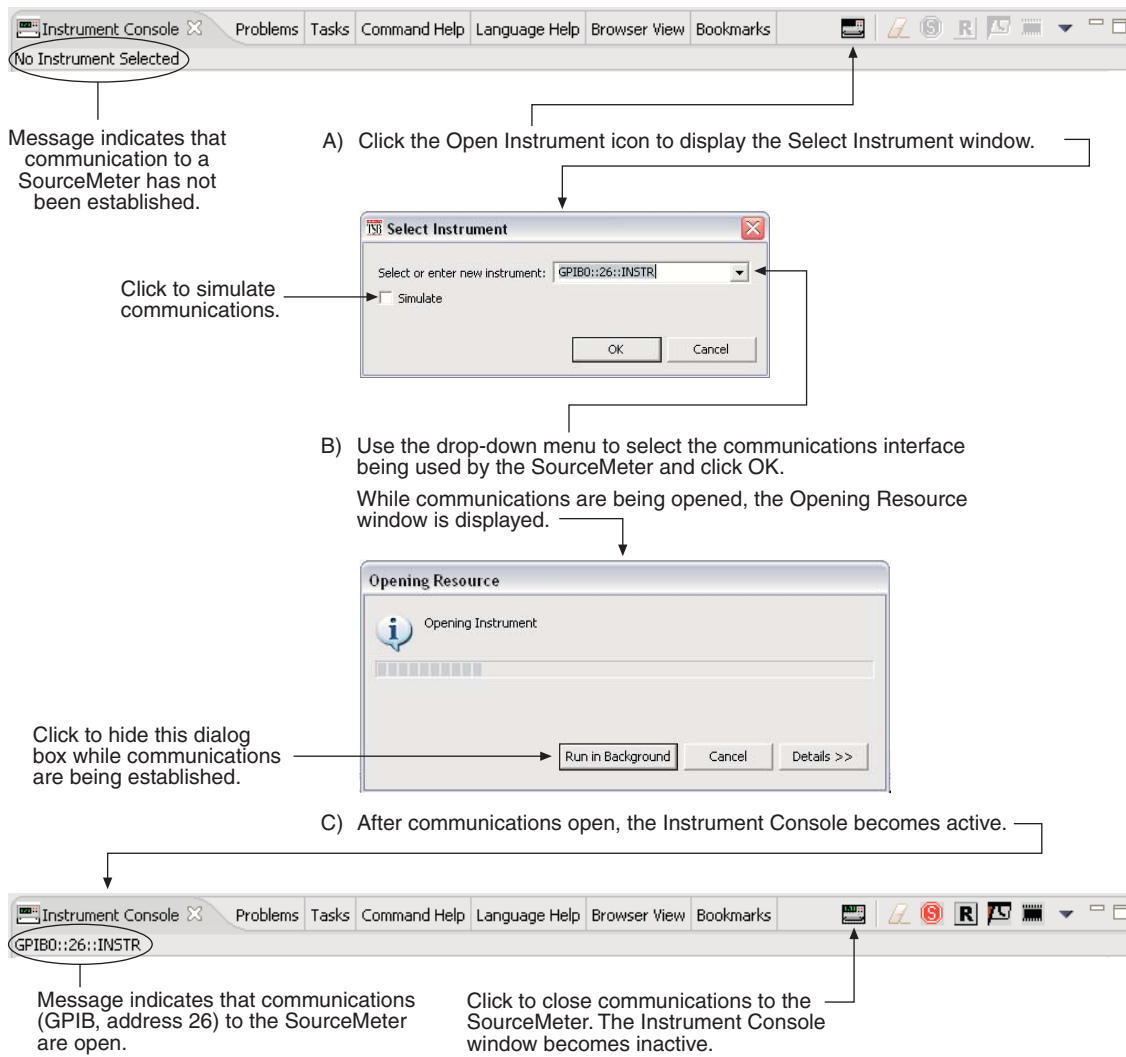 Instrument Console Problems Tasks Command Help Language Help Browser View Bookmarks
No Instrument Selected
Message indicates that
communication to a
SourceMeter has not
been established.
A) Click the Open Instrument icon to display the Select Instrument window.
TSB Select Instrument
Select or enter new instrument: GPIB0::26::INSTR
Simulate
OK Cancel
Click to simulate
communications.
B) Use the drop-down menu to select the communications interface
being used by the SourceMeter and click OK.
While communications are being opened, the Opening Resource
window is displayed.
Opening Resource
Opening Instrument
Run in Background Cancel Details >>
Click to hide this dialog
box while communications
are being established.
C) After communications open, the Instrument Console becomes active.
Instrument Console Problems Tasks Command Help Language Help Browser View Bookmarks
GPIB0::26::INSTR
Message indicates that communications
(GPIB, address 26) to the SourceMeter
are open.
Click to close communications to the
SourceMeter. The Instrument Console
window becomes inactive.